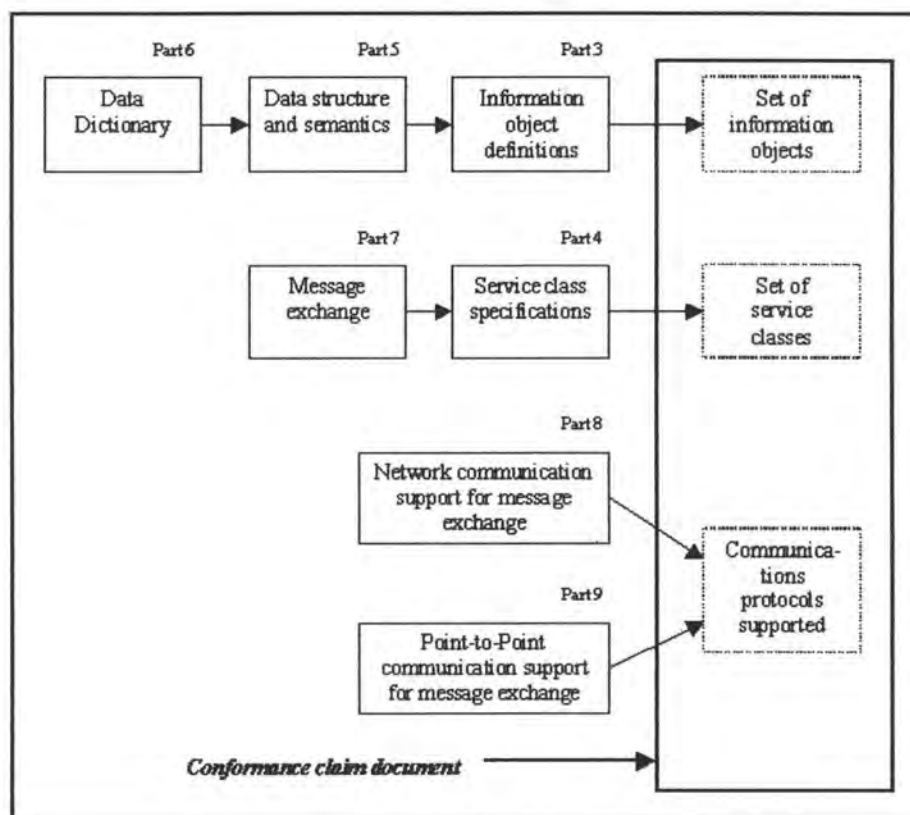 Part6
Part5
Part3
Data
Dictionary
Data structure
and semantics
Information
object
definitions
Set of
information
objects
Part7
Part4
Message
exchange
Service class
specifications
Set of
service
classes
Part8
Network communication
support for message
exchange
Communica-
tions
protocols
supported
Part9
Point-to-Point
communication support
for message exchange
Conformance claim document